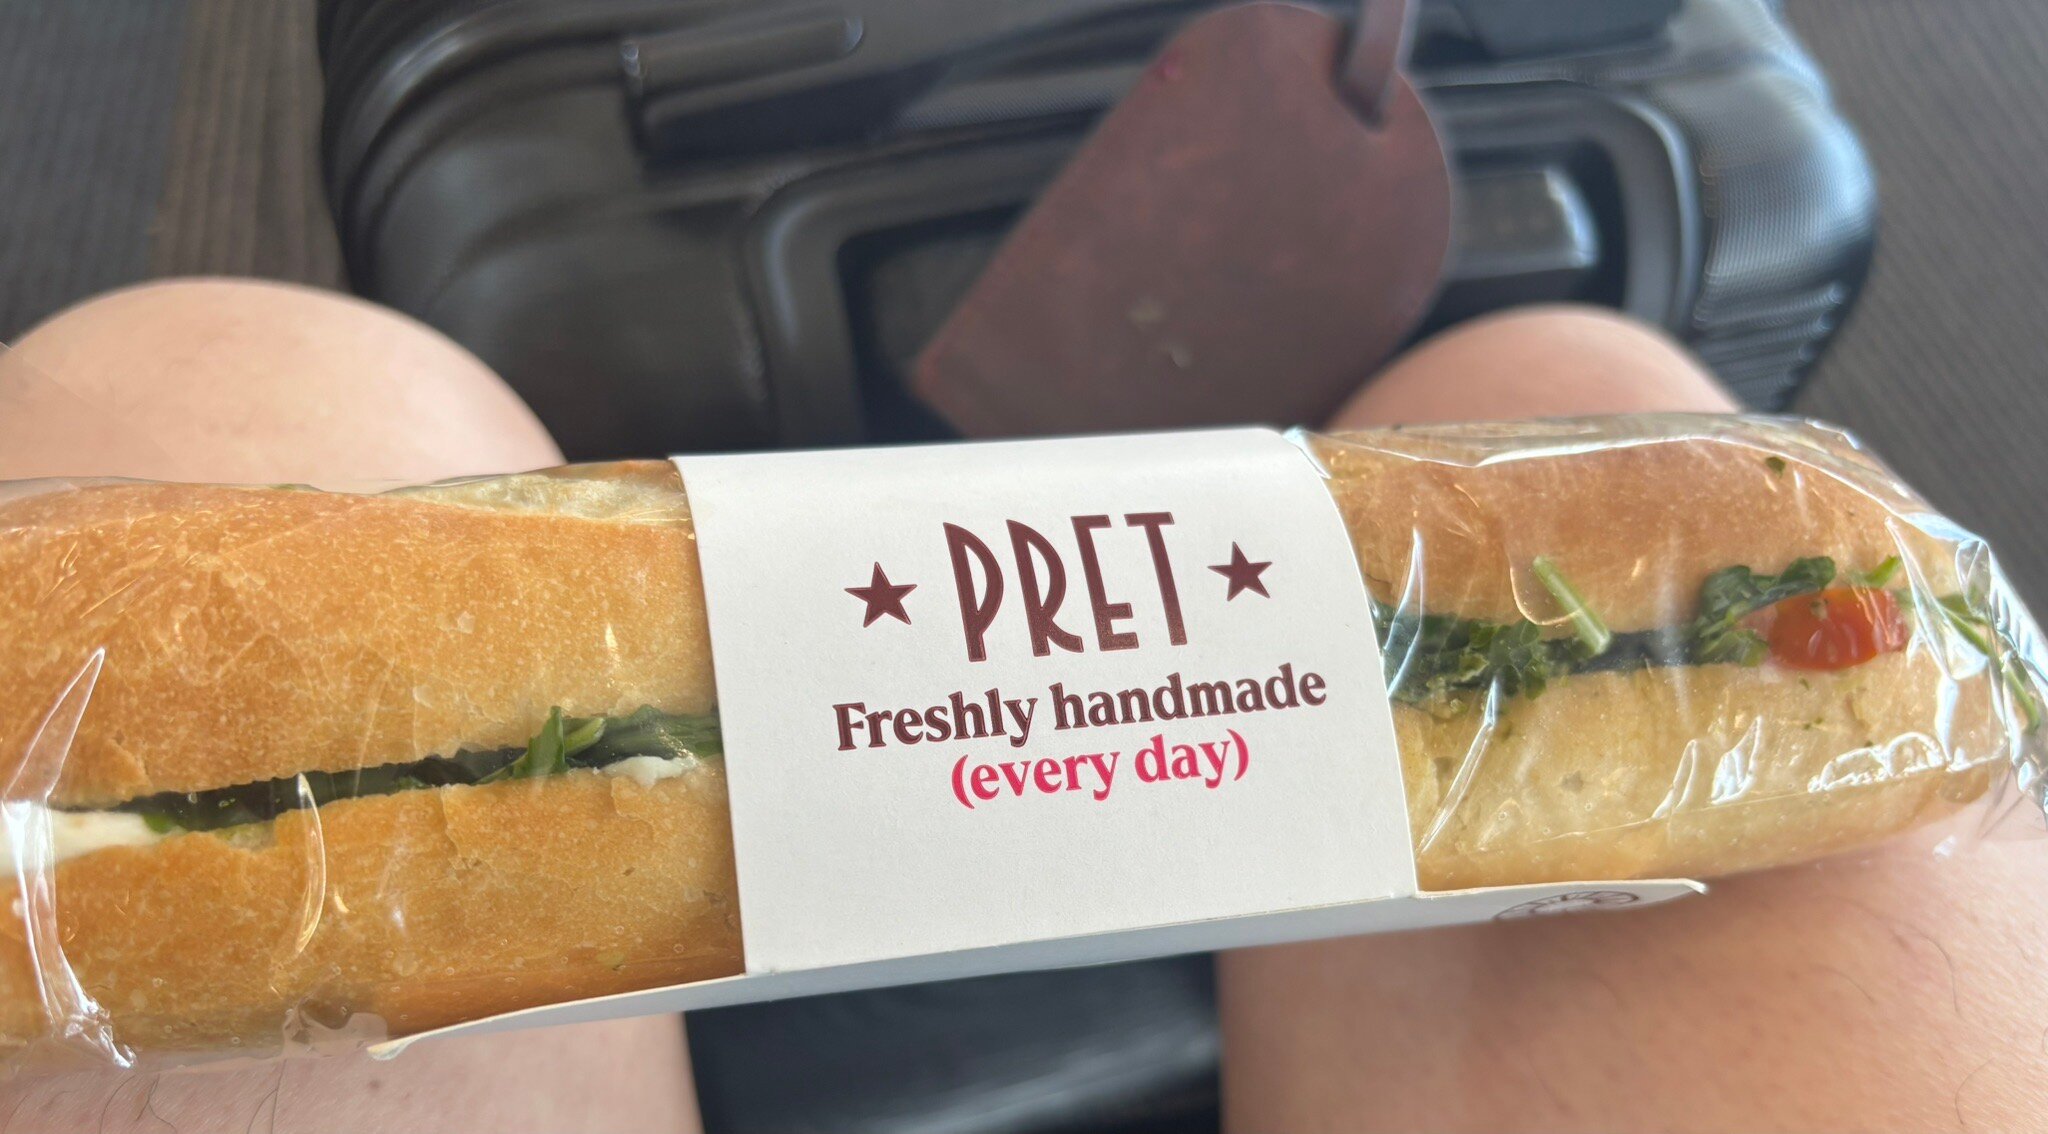 ★ PRET ★
Freshly handmade
(every day)